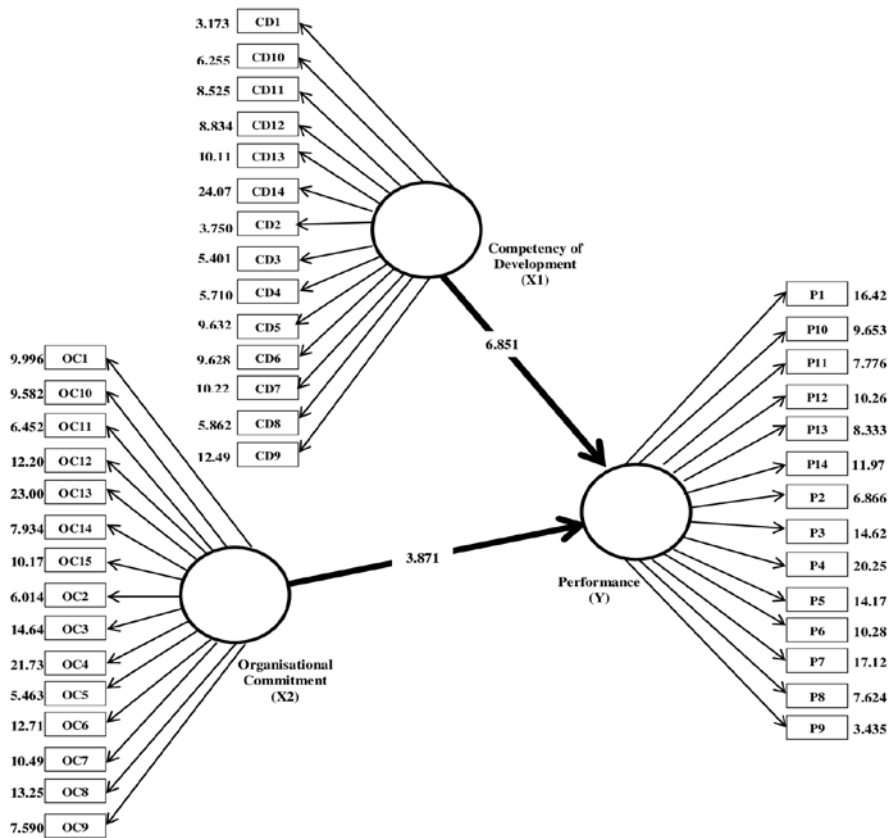 3.173 CD1
6.255 CD10
8.525 CD11
8.834 CD12
10.11 CD13
24.07 CD14
3.750 CD2
5.401 CD3
5.710 CD4
9.632 CD5
9.628 CD6
10.22 CD7
5.862 CD8
12.49 CD9
Competency of
Development
(X1)
6.851
9.996 OC1
9.582 OC10
6.452 OC11
12.20 OC12
23.00 OC13
7.934 OC14
10.17 OC15
6.014 OC2
14.64 OC3
21.73 OC4
5.463 OC5
12.71 OC6
10.49 OC7
13.25 OC8
7.590 OC9
Organisational
Commitment
(X2)
3.871
P1 16.42
P10 9.653
P11 7.776
P12 10.26
P13 8.333
P14 11.97
P2 6.866
P3 14.62
P4 20.25
P5 14.17
P6 10.28
P7 17.12
P8 7.624
P9 3.435
Performance
(Y)